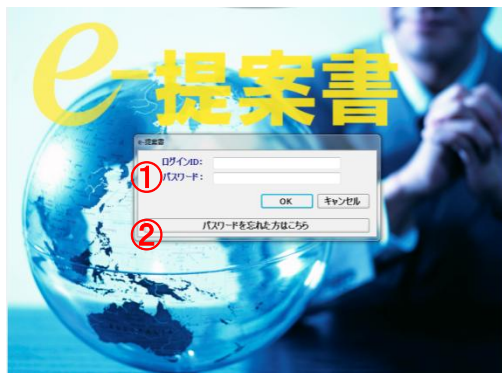 e-提案書
e-提案書
ログインID:
① パスワード:
OK キャンセル
② パスワードを忘れた方はこちら